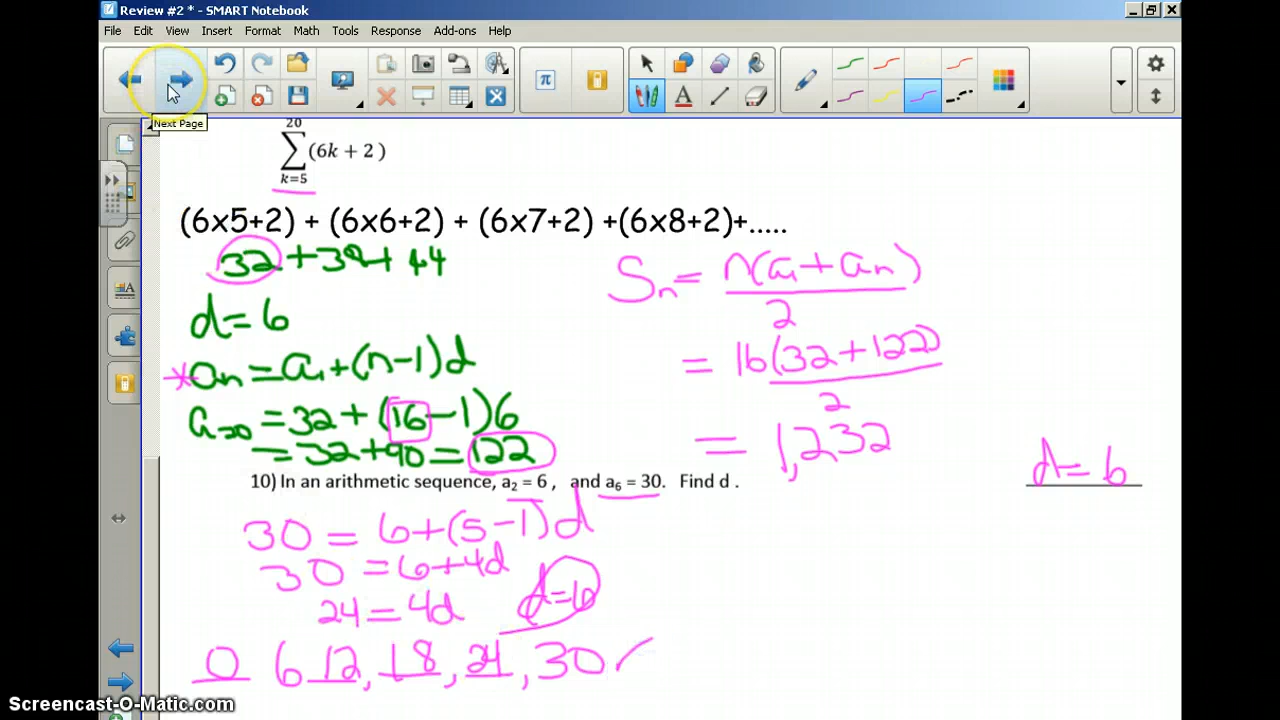 Review #2 * - SMART Notebook
File Edit View Insert Format Math Tools Response Add-ons Help
π
A
Next Page
20
∑ (6k + 2 )
k=5
(6x5+2) + (6x6+2) + (6x7+2) +(6x8+2)+.....
32 + 38 + 44
d = 6
*an = a1 + (n-1)d
a20 = 32 + (16-1)6
= 32 + 90 = 122
Sn = n(a1 + an)
2
= 16(32+122)
2
= 1,232
10) In an arithmetic sequence, a₂ = 6 , and a₆ = 30. Find d .
d = 6
30 = 6+(5-1)d
30 = 6+4d
24 = 4d
d=6
0 6 12, 18, 24, 30 ✓
Screencast-O-Matic.com